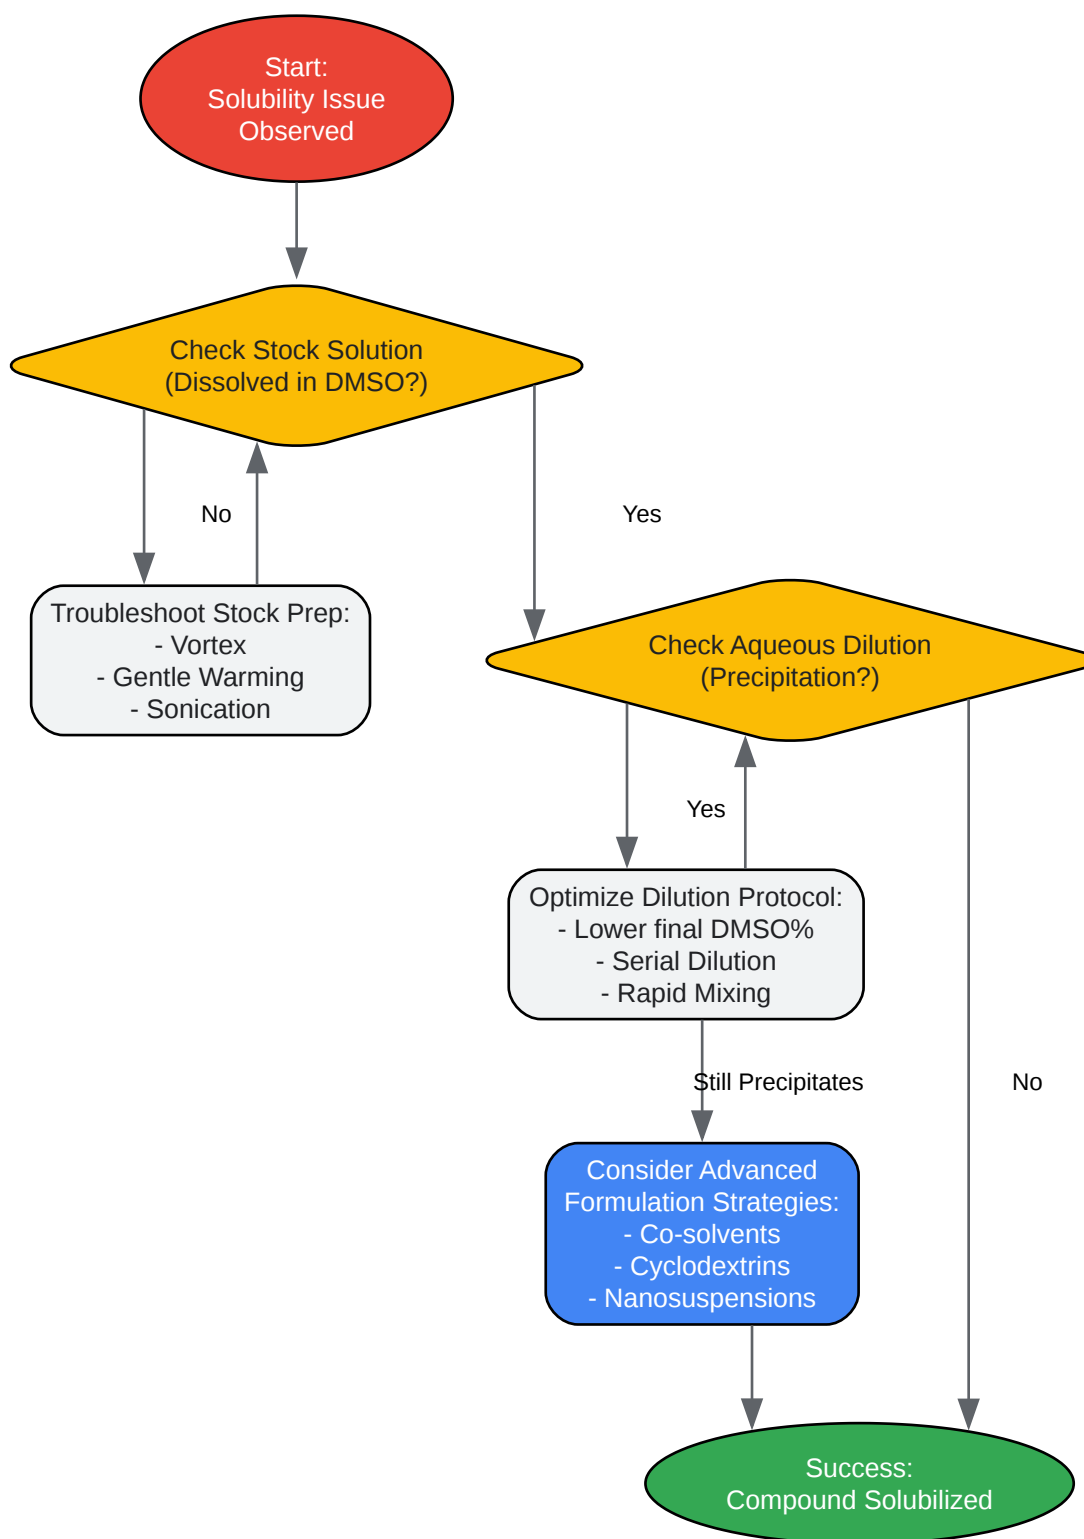 Start:
Solubility Issue
Observed
Check Stock Solution
(Dissolved in DMSO?)
No
Yes
Troubleshoot Stock Prep:
- Vortex
- Gentle Warming
- Sonication
Check Aqueous Dilution
(Precipitation?)
Yes
Optimize Dilution Protocol:
- Lower final DMSO%
- Serial Dilution
- Rapid Mixing
Still Precipitates
No
Consider Advanced
Formulation Strategies:
- Co-solvents
- Cyclodextrins
- Nanosuspensions
Success:
Compound Solubilized